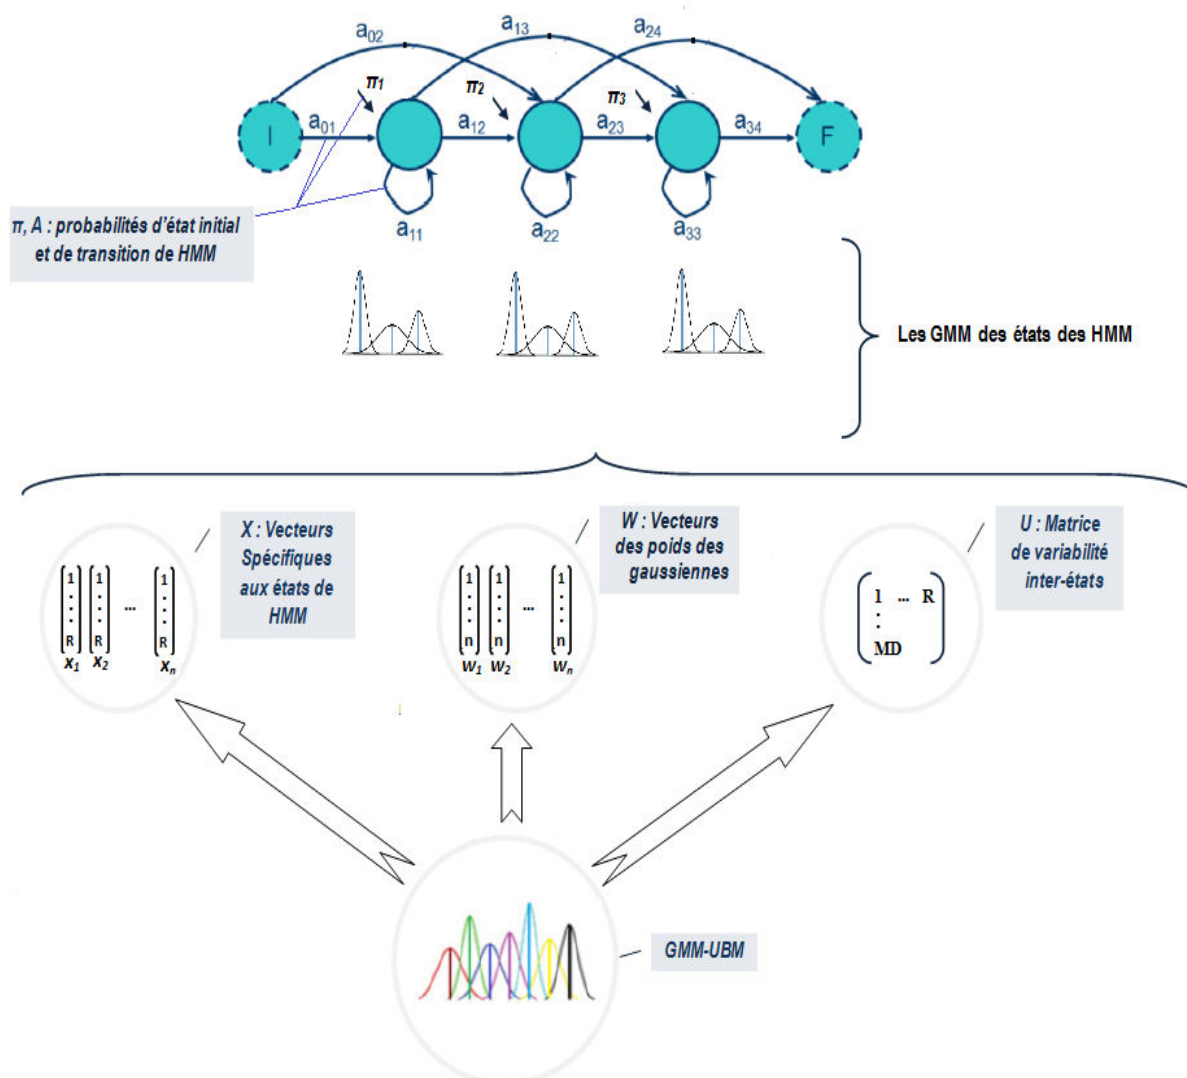 a02 a13 a24
π1 π2 π3
I a01 a12 a23 a34 F
a11 a22 a33
π, A : probabilités d'état initial
et de transition de HMM
Les GMM des états des HMM
X : Vecteurs
Spécifiques
aux états de
HMM
W : Vecteurs
des poids des
gaussiennes
U : Matrice
de variabilité
inter-états
1 1 ... 1
R R R
x1 x2 xn
1 1 ... 1
n n n
w1 w2 wn
1 ... R
:
MD
GMM-UBM